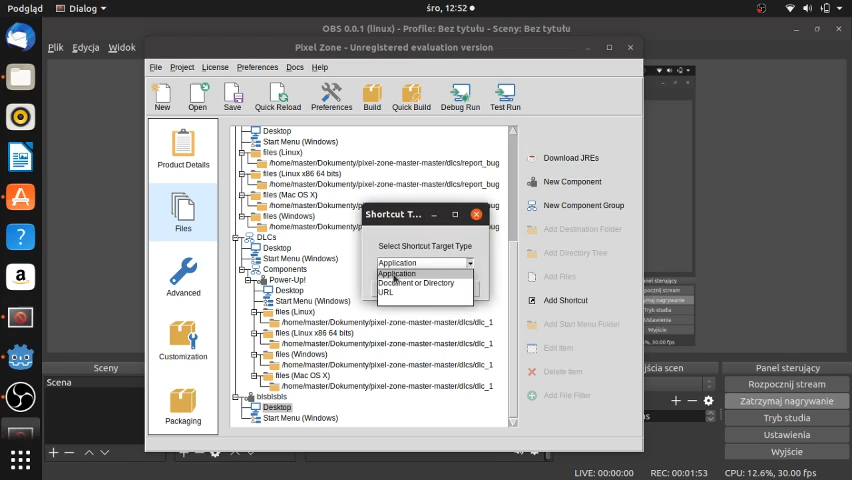 Podgląd
Dialog
śro, 12:52
OBS 0.0.1 (linux) - Profile: Bez tytułu - Sceny: Bez tytułu
Plik Edycja Widok
Pixel Zone - Unregistered evaluation version
File Project License Preferences Docs Help
New Open Save Quick Reload Preferences Build Quick Build Debug Run Test Run
Product Details
Files
Advanced
Customization
Packaging
Desktop
Start Menu (Windows)
files (Linux)
/home/master/Dokumenty/pixel-zone-master-master/dlcs/report_bug
files (Linux x86 64 bits)
/home/master/Dokumenty/p
files (Mac OS X)
/home/master/Dokumenty/p
files (Windows)
/home/master/Dokumenty/p
DLCs
Desktop
Start Menu (Windows)
Components
Power-Up!
Desktop
Start Menu (Windows)
files (Linux)
/home/master/Dokumenty/pixel-zone-master-master/dlcs/dlc_1
files (Linux x86 64 bits)
/home/master/Dokumenty/pixel-zone-master-master/dlcs/dlc_1
files (Windows)
/home/master/Dokumenty/pixel-zone-master-master/dlcs/dlc_1
files (Mac OS X)
/home/master/Dokumenty/pixel-zone-master-master/dlcs/dlc_1
blsblsbls
Desktop
Start Menu (Windows)
Shortcut T...
Select Shortcut Target Type
Application
Application
Document or Directory
URL
Download JREs
New Component
New Component Group
Add Destination Folder
Add Directory Tree
Add Files
Add Shortcut
Add Start Menu Folder
Edit Item
Delete Item
Add File Filter
Sceny
Scena
Panel sterujący
Rozpocznij stream
Zatrzymaj nagrywanie
Tryb studia
Ustawienia
Wyjście
LIVE: 00:00:00 REC: 00:01:53 CPU: 12.6%, 30.00 fps